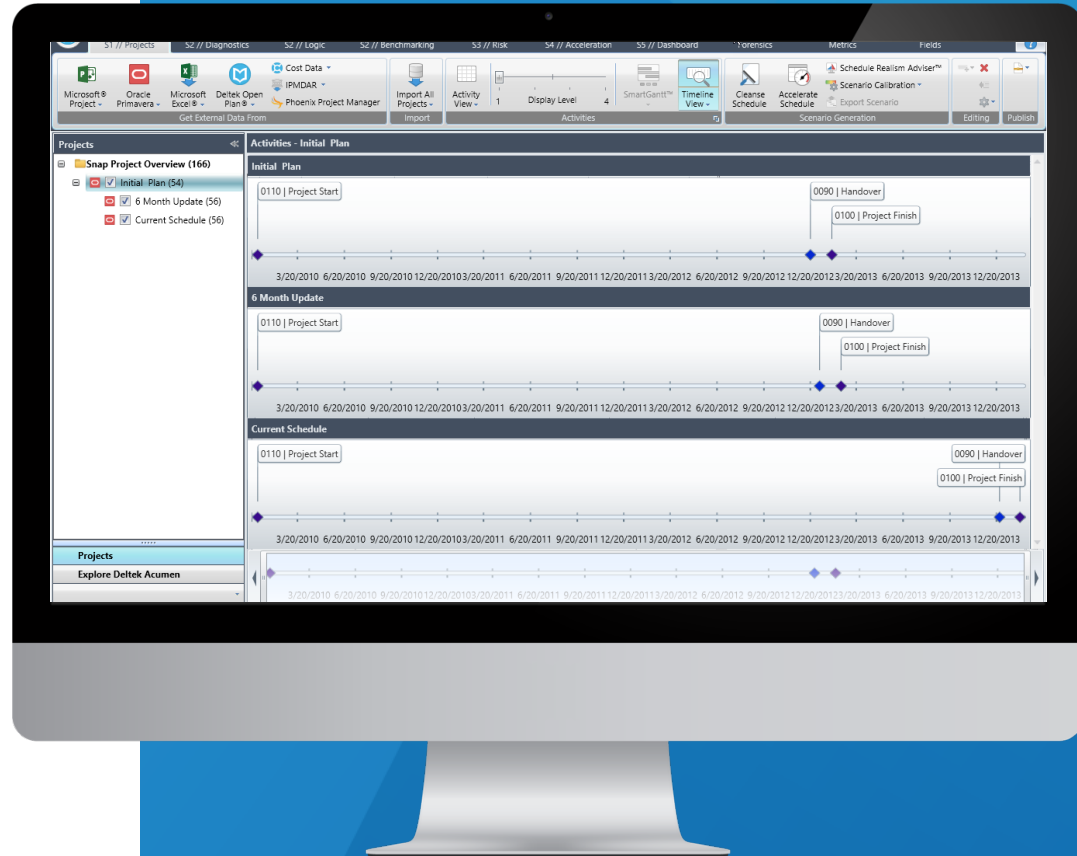 S1 // Projects S2 // Diagnostics S2 // Logic S2 // Benchmarking S3 // Risk S4 // Acceleration S5 // Dashboard Forensics Metrics Fields
Microsoft® Project
Oracle Primavera
Microsoft Excel®
Deltek Open Plan®
Cost Data
IPMDAR
Phoenix Project Manager
Get External Data From
Import All Projects
Import
Activity View
1 Display Level 4
SmartGantt™
Timeline View
Activities
Cleanse Schedule
Accelerate Schedule
Schedule Realism Adviser™
Scenario Calibration
Export Scenario
Scenario Generation
Editing
Publish
Projects
Snap Project Overview (166)
Initial Plan (54)
6 Month Update (56)
Current Schedule (56)
Projects
Explore Deltek Acumen
Activities - Initial Plan
Initial Plan
0110 | Project Start
0090 | Handover
0100 | Project Finish
3/20/2010 6/20/2010 9/20/2010 12/20/2010 3/20/2011 6/20/2011 9/20/2011 12/20/2011 3/20/2012 6/20/2012 9/20/2012 12/20/2012 3/20/2013 6/20/2013 9/20/2013 12/20/2013
6 Month Update
0110 | Project Start
0090 | Handover
0100 | Project Finish
3/20/2010 6/20/2010 9/20/2010 12/20/2010 3/20/2011 6/20/2011 9/20/2011 12/20/2011 3/20/2012 6/20/2012 9/20/2012 12/20/2012 3/20/2013 6/20/2013 9/20/2013 12/20/2013
Current Schedule
0110 | Project Start
0090 | Handover
0100 | Project Finish
3/20/2010 6/20/2010 9/20/2010 12/20/2010 3/20/2011 6/20/2011 9/20/2011 12/20/2011 3/20/2012 6/20/2012 9/20/2012 12/20/2012 3/20/2013 6/20/2013 9/20/2013 12/20/2013
3/20/2010 6/20/2010 9/20/2010 12/20/2010 3/20/2011 6/20/2011 9/20/2011 12/20/2011 3/20/2012 6/20/2012 9/20/2012 12/20/2012 3/20/2013 6/20/2013 9/20/2013 12/20/2013